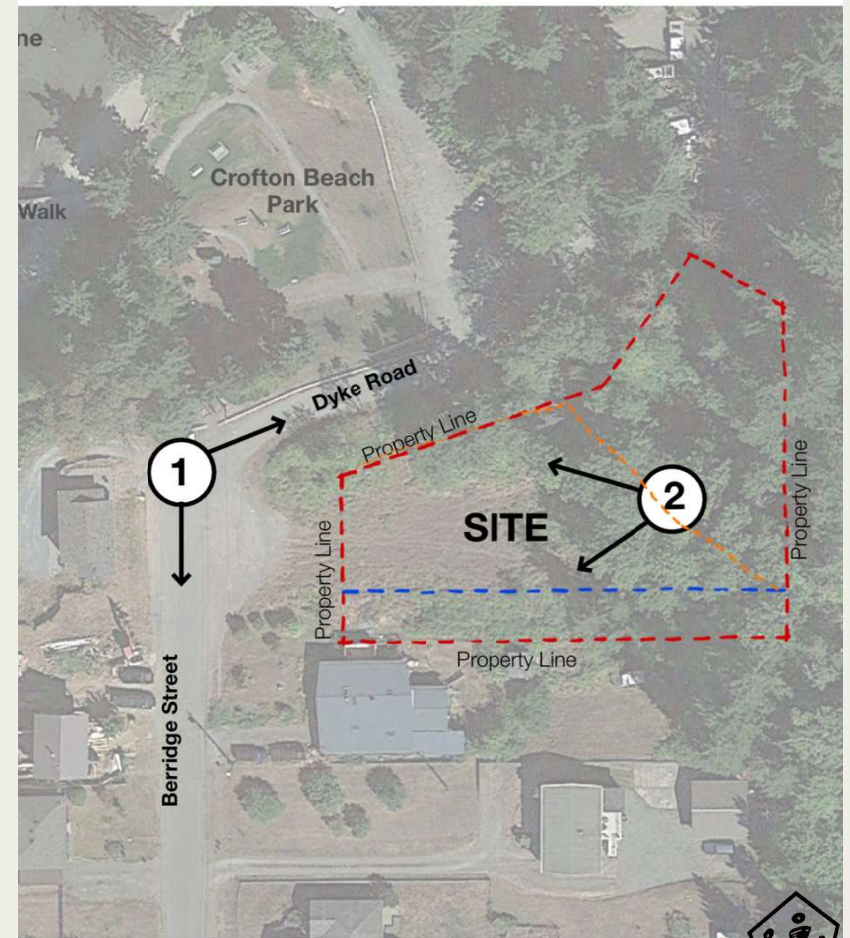 ne
Crofton Beach
Park
Walk
Dyke Road
Property Line
1
2
SITE
Property Line
Property Line
Property Line
Berridge Street